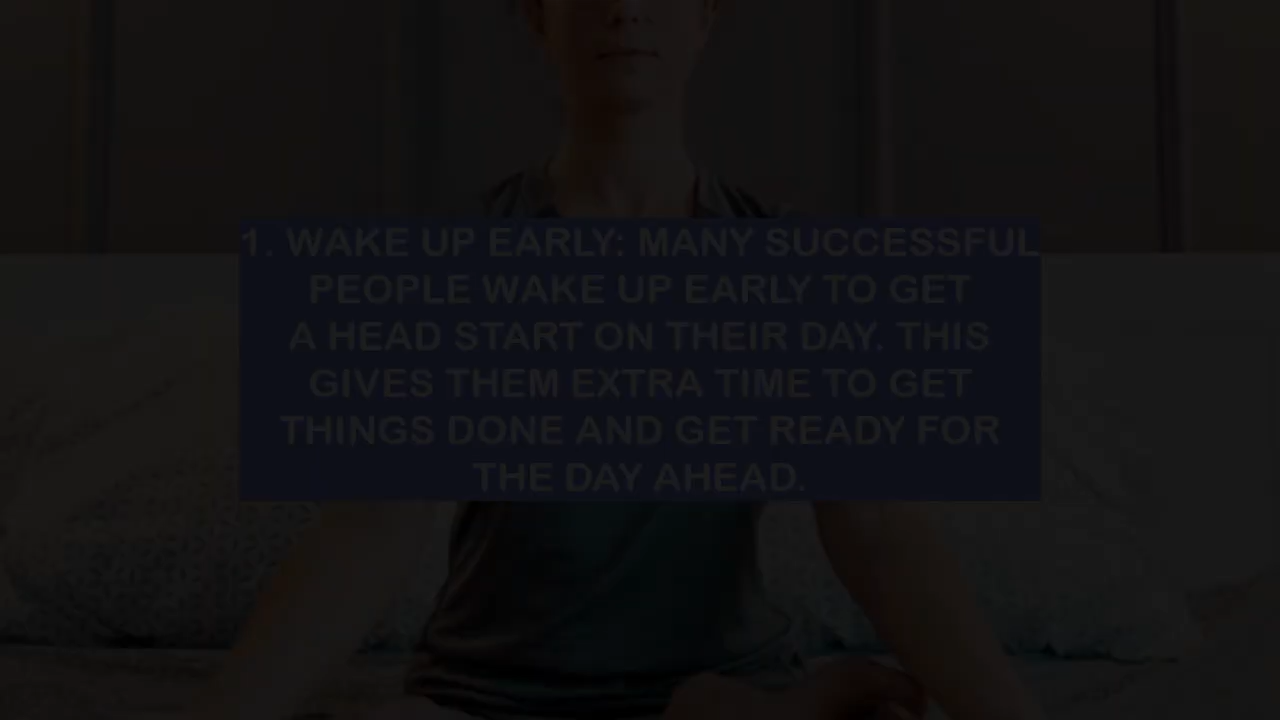 1. WAKE UP EARLY: MANY SUCCESSFUL
PEOPLE WAKE UP EARLY TO GET
A HEAD START ON THEIR DAY. THIS
GIVES THEM EXTRA TIME TO GET
THINGS DONE AND GET READY FOR
THE DAY AHEAD.